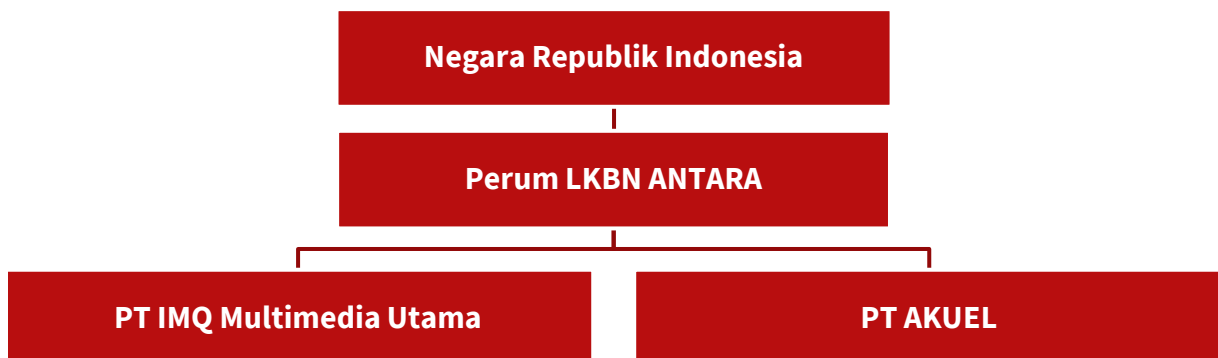 Negara Republik Indonesia
Perum LKBN ANTARA
PT IMQ Multimedia Utama
PT AKUEL